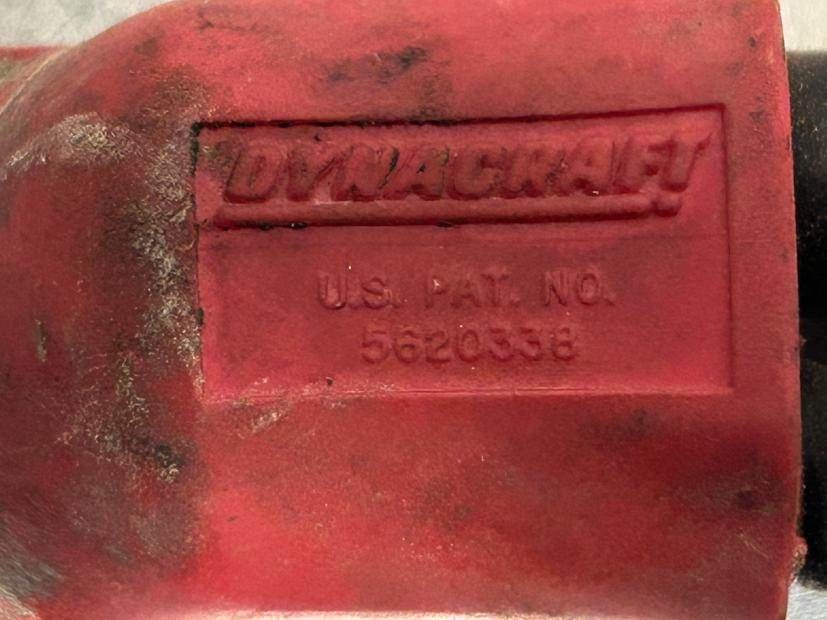 DYNACRAFT
U.S. PAT. NO.
5620338